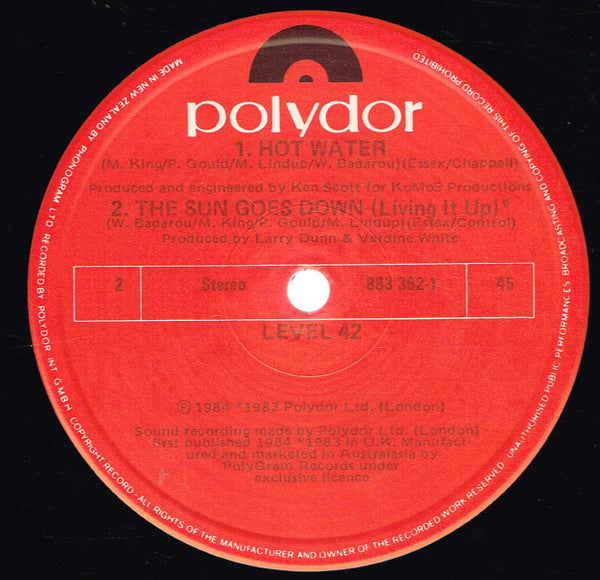 polydor
1. HOT WATER
(M. King/P. Gould/M. Lindup/W. Badarou)(Essex/Chappell)
Produced and engineered by Ken Scott for KoMoS Productions
2. THE SUN GOES DOWN (Living It Up)*
(W. Badarou/M. King/P. Gould/M. Lindup)(Essex/Control)
Produced by Larry Dunn & Verdine White
2 Stereo 883 362-1 45
LEVEL 42
Ⓟ 1984 *1983 Polydor Ltd. (London)
Sound recording made by Polydor Ltd. (London) -
first published 1984 *1983 in U.K. Manufact-
ured and marketed in Australasia by
PolyGram Records under
exclusive licence
MADE IN NEW ZEALAND BY PHONOGRAM LTD. RECORDED BY POLYDOR INT. G.M.B.H. COPYRIGHT RECORD. ALL RIGHTS OF THE MANUFACTURER AND OWNER OF THE RECORDED WORK RESERVED. UNAUTHORISED PUBLIC PERFORMANCES BROADCASTING AND COPYING OF THIS RECORD PROHIBITED